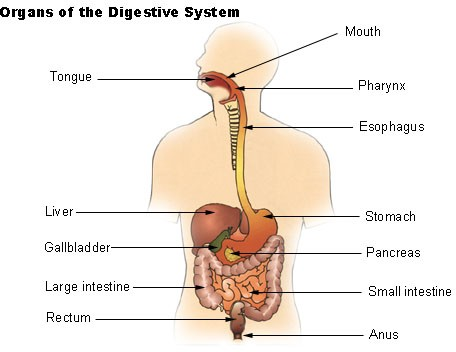 Organs of the Digestive System
Mouth
Tongue
Pharynx
Esophagus
Liver
Stomach
Gallbladder
Pancreas
Large intestine
Small intestine
Rectum
Anus